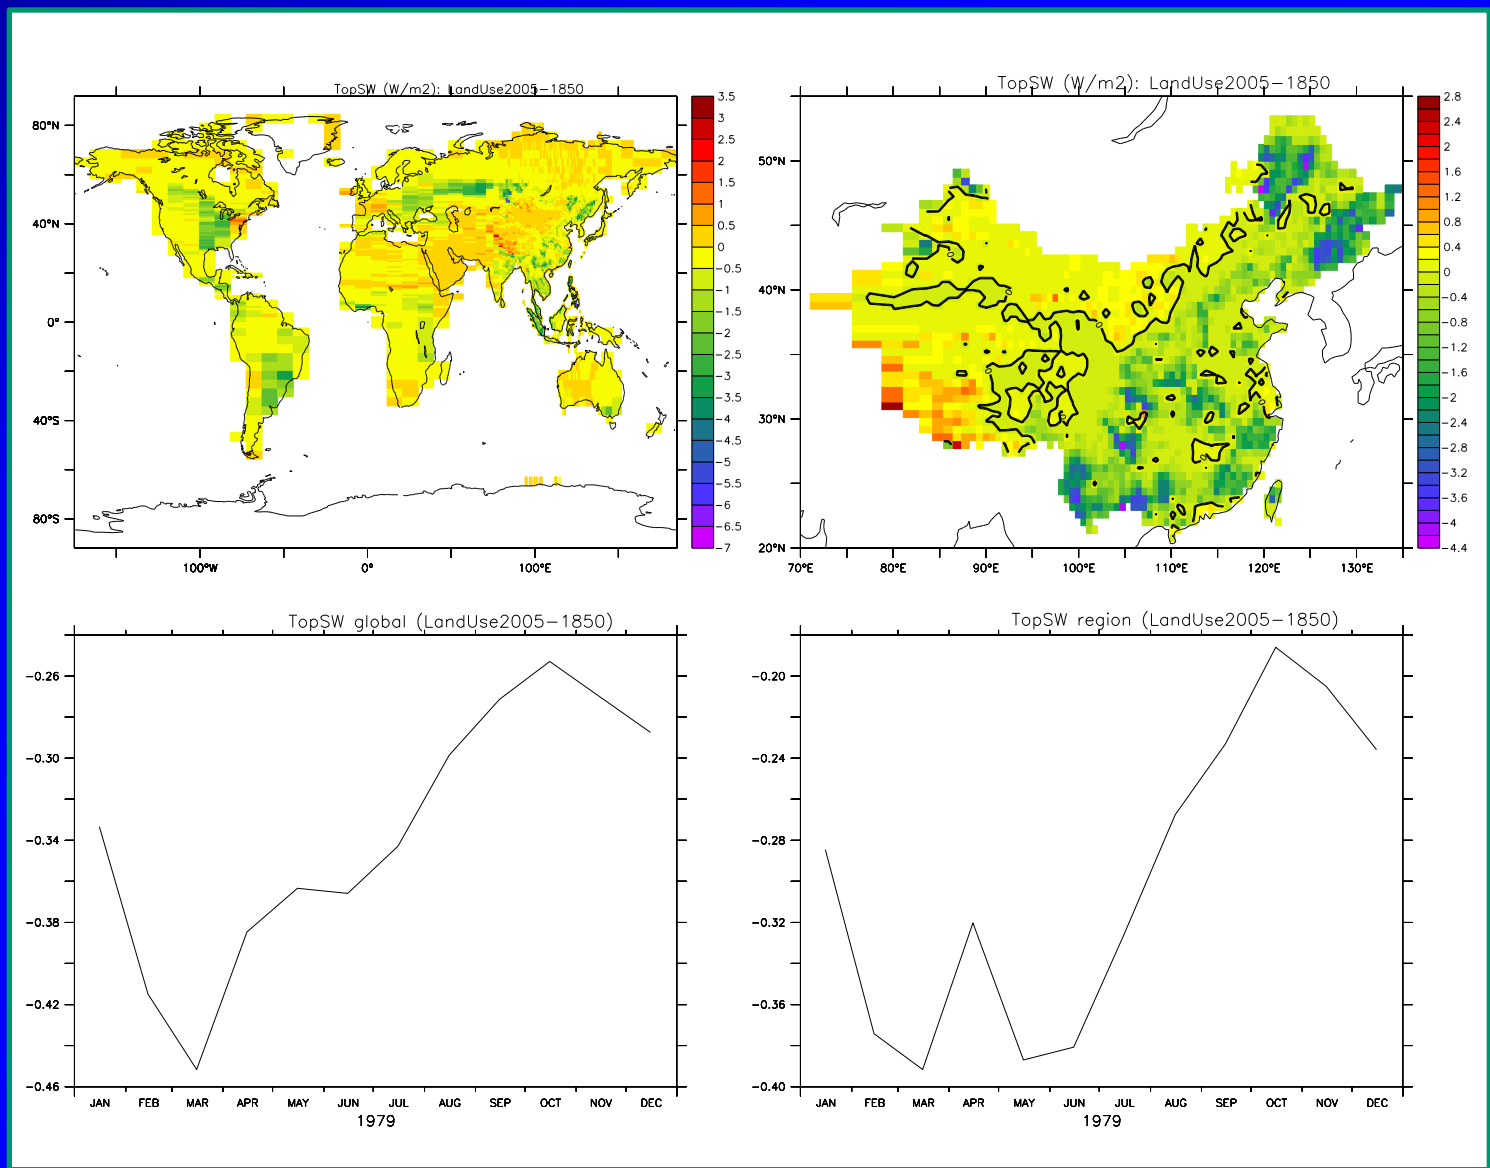 TopSW (W/m2): LandUse2005-1850
80°N
40°N
0°
40°S
80°S
100°W
0°
100°E
3.5
3
2.5
2
1.5
1
0.5
0
-0.5
-1
-1.5
-2
-2.5
-3
-3.5
-4
-4.5
-5
-5.5
-6
-6.5
-7
TopSW (W/m2): LandUse2005-1850
50°N
40°N
30°N
20°N
70°E
80°E
90°E
100°E
110°E
120°E
130°E
2.8
2.4
2
1.6
1.2
0.8
0.4
0
-0.4
-0.8
-1.2
-1.6
-2
-2.4
-2.8
-3.2
-3.6
-4
-4.4
TopSW global (LandUse2005-1850)
-0.26
-0.30
-0.34
-0.38
-0.42
-0.46
JAN FEB MAR APR MAY JUN JUL AUG SEP OCT NOV DEC
1979
TopSW region (LandUse2005-1850)
-0.20
-0.24
-0.28
-0.32
-0.36
-0.40
JAN FEB MAR APR MAY JUN JUL AUG SEP OCT NOV DEC
1979